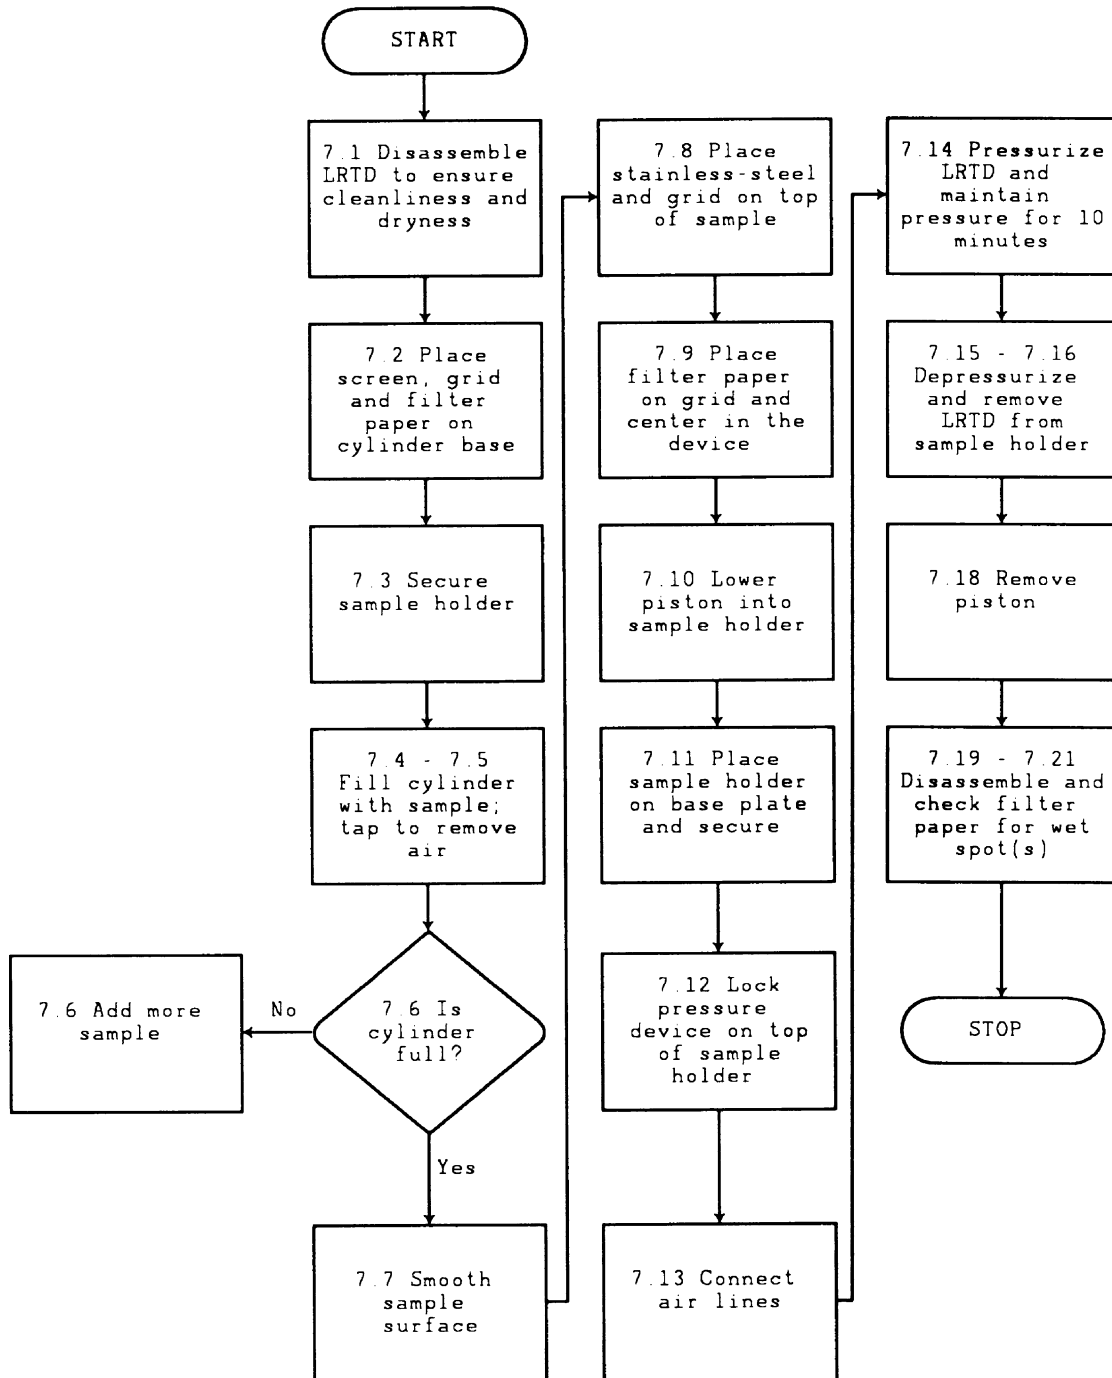 START
7.1 Disassemble
LRTD to ensure
cleanliness and
dryness
7.2 Place
screen, grid
and filter
paper on
cylinder base
7.3 Secure
sample holder
7.4 - 7.5
Fill cylinder
with sample;
tap to remove
air
7.6 Is
cylinder
full?
No
7.6 Add more
sample
Yes
7.7 Smooth
sample
surface
7.8 Place
stainless-steel
and grid on top
of sample
7.9 Place
filter paper
on grid and
center in the
device
7.10 Lower
piston into
sample holder
7.11 Place
sample holder
on base plate
and secure
7.12 Lock
pressure
device on top
of sample
holder
7.13 Connect
air lines
7.14 Pressurize
LRTD and
maintain
pressure for 10
minutes
7.15 - 7.16
Depressurize
and remove
LRTD from
sample holder
7.18 Remove
piston
7.19 - 7.21
Disassemble and
check filter
paper for wet
spot(s)
STOP